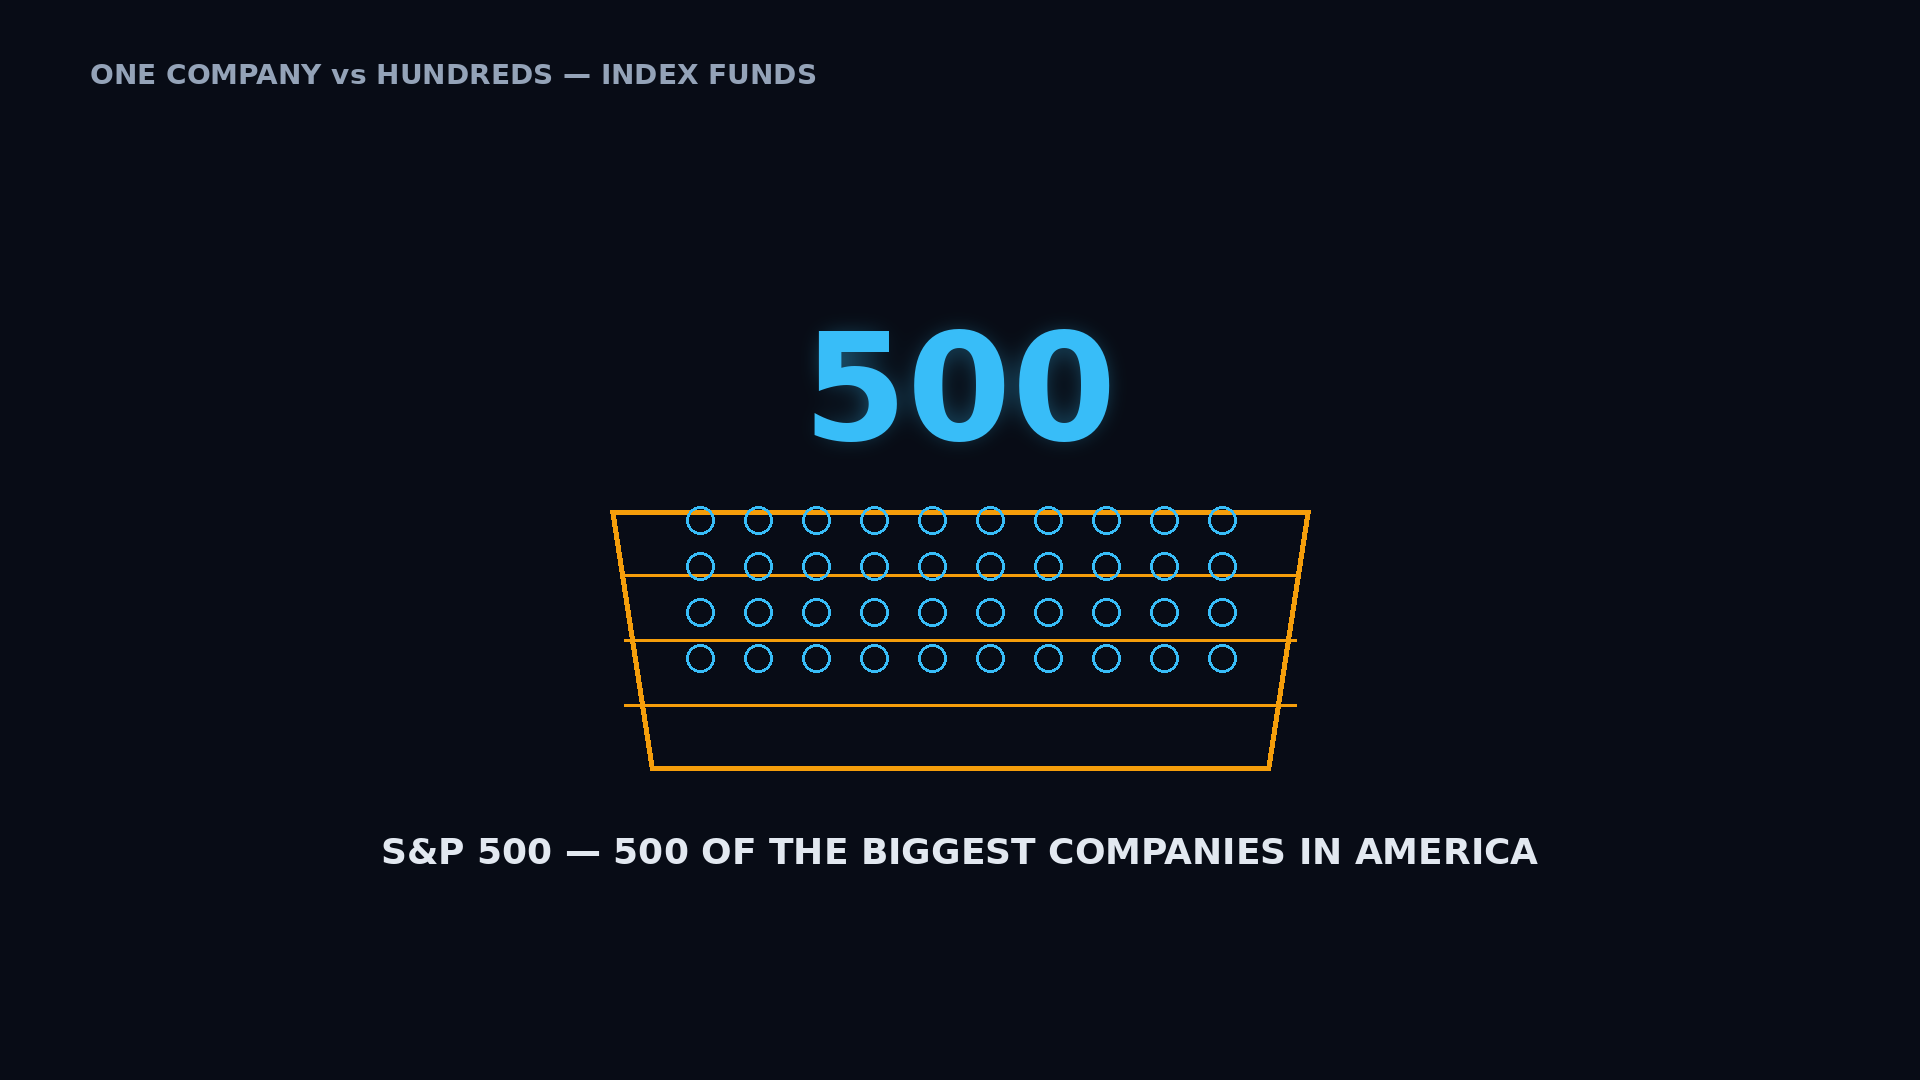 ONE COMPANY vs HUNDREDS — INDEX FUNDS
500
S&P 500 — 500 OF THE BIGGEST COMPANIES IN AMERICA